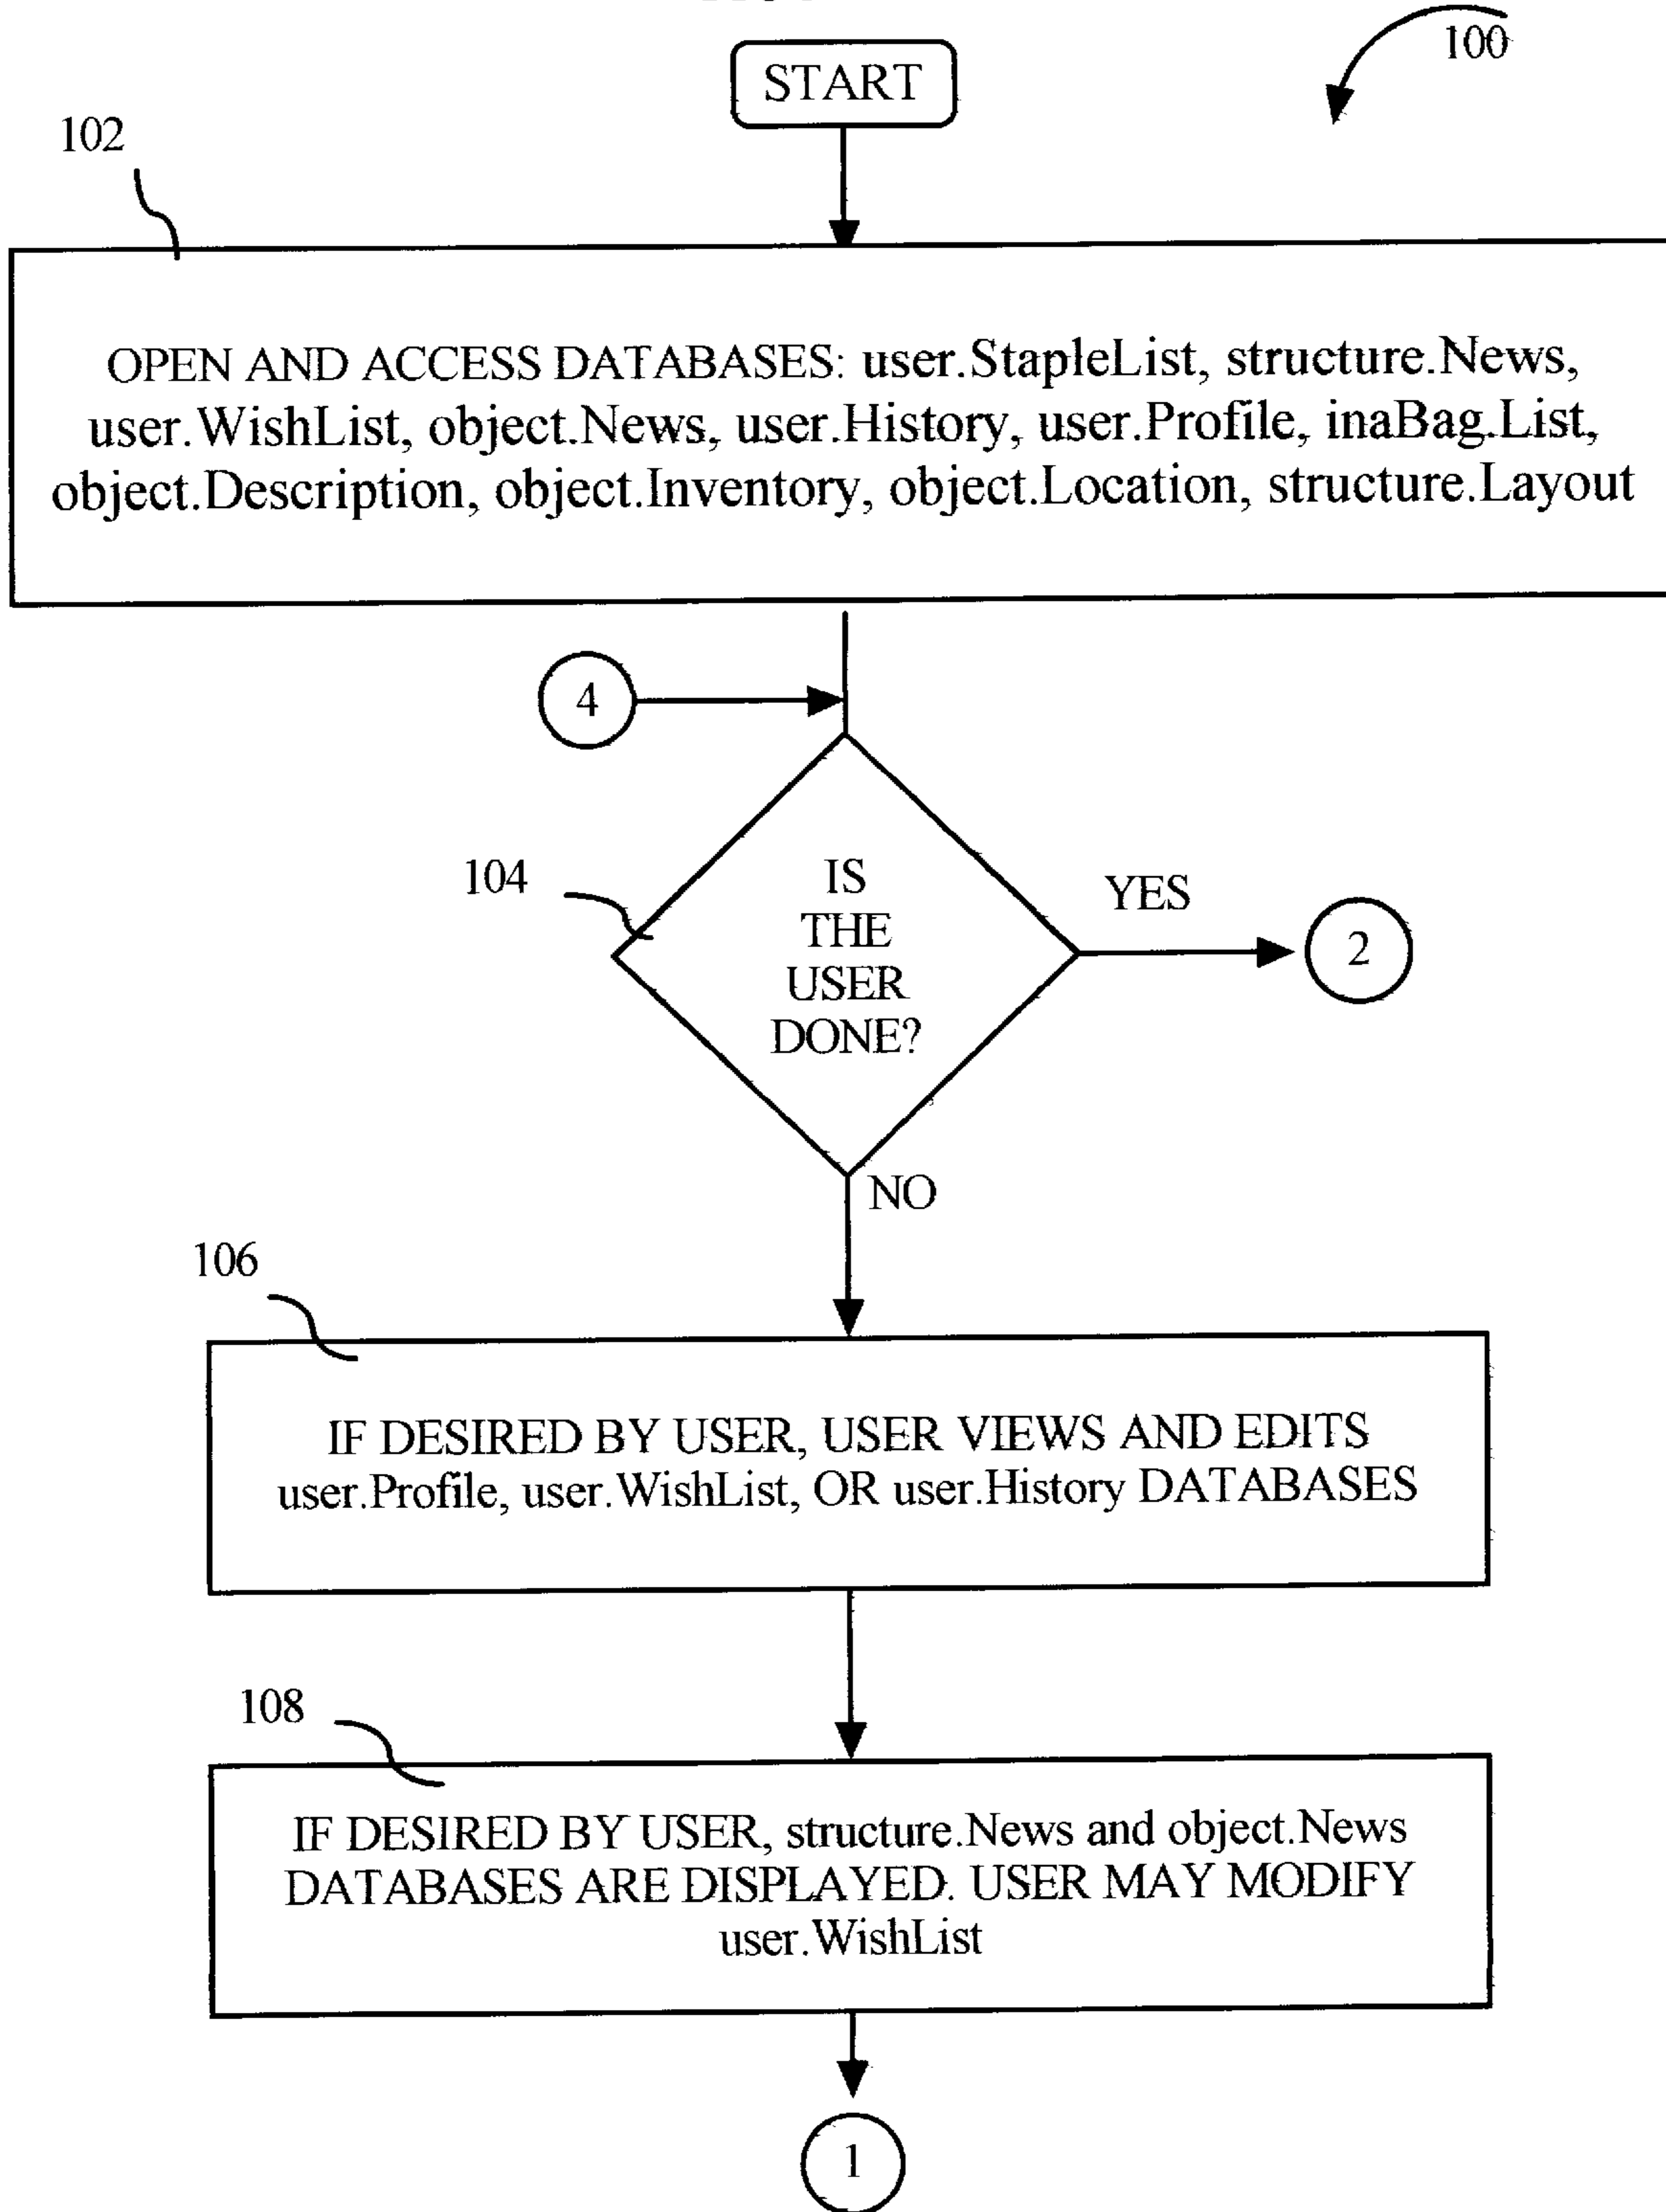 100
START
102
OPEN AND ACCESS DATABASES: user.StapleList, structure.News,
user.WishList, object.News, user.History, user.Profile, inaBag.List,
object.Description, object.Inventory, object.Location, structure.Layout
4
104
IS
THE
USER
DONE?
YES
2
NO
106
IF DESIRED BY USER, USER VIEWS AND EDITS
user.Profile, user.WishList, OR user.History DATABASES
108
IF DESIRED BY USER, structure.News and object.News
DATABASES ARE DISPLAYED. USER MAY MODIFY
user.WishList
1